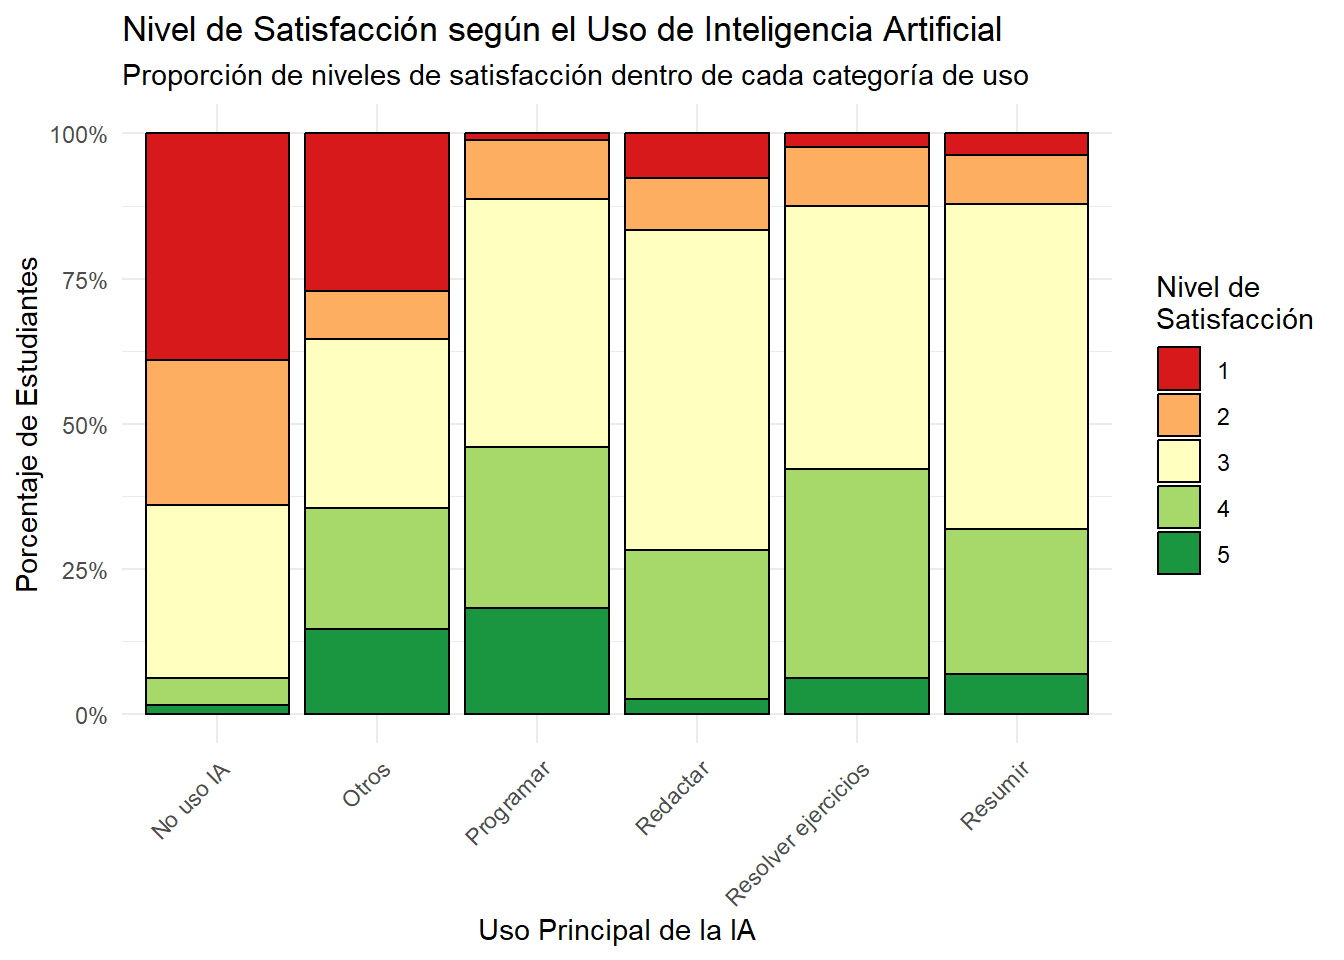 Nivel de Satisfacción según el Uso de Inteligencia Artificial
Proporción de niveles de satisfacción dentro de cada categoría de uso
Porcentaje de Estudiantes
100%
75%
50%
25%
0%
No uso IA
Otros
Programar
Redactar
Resolver ejercicios
Resumir
Uso Principal de la IA
Nivel de
Satisfacción
1
2
3
4
5